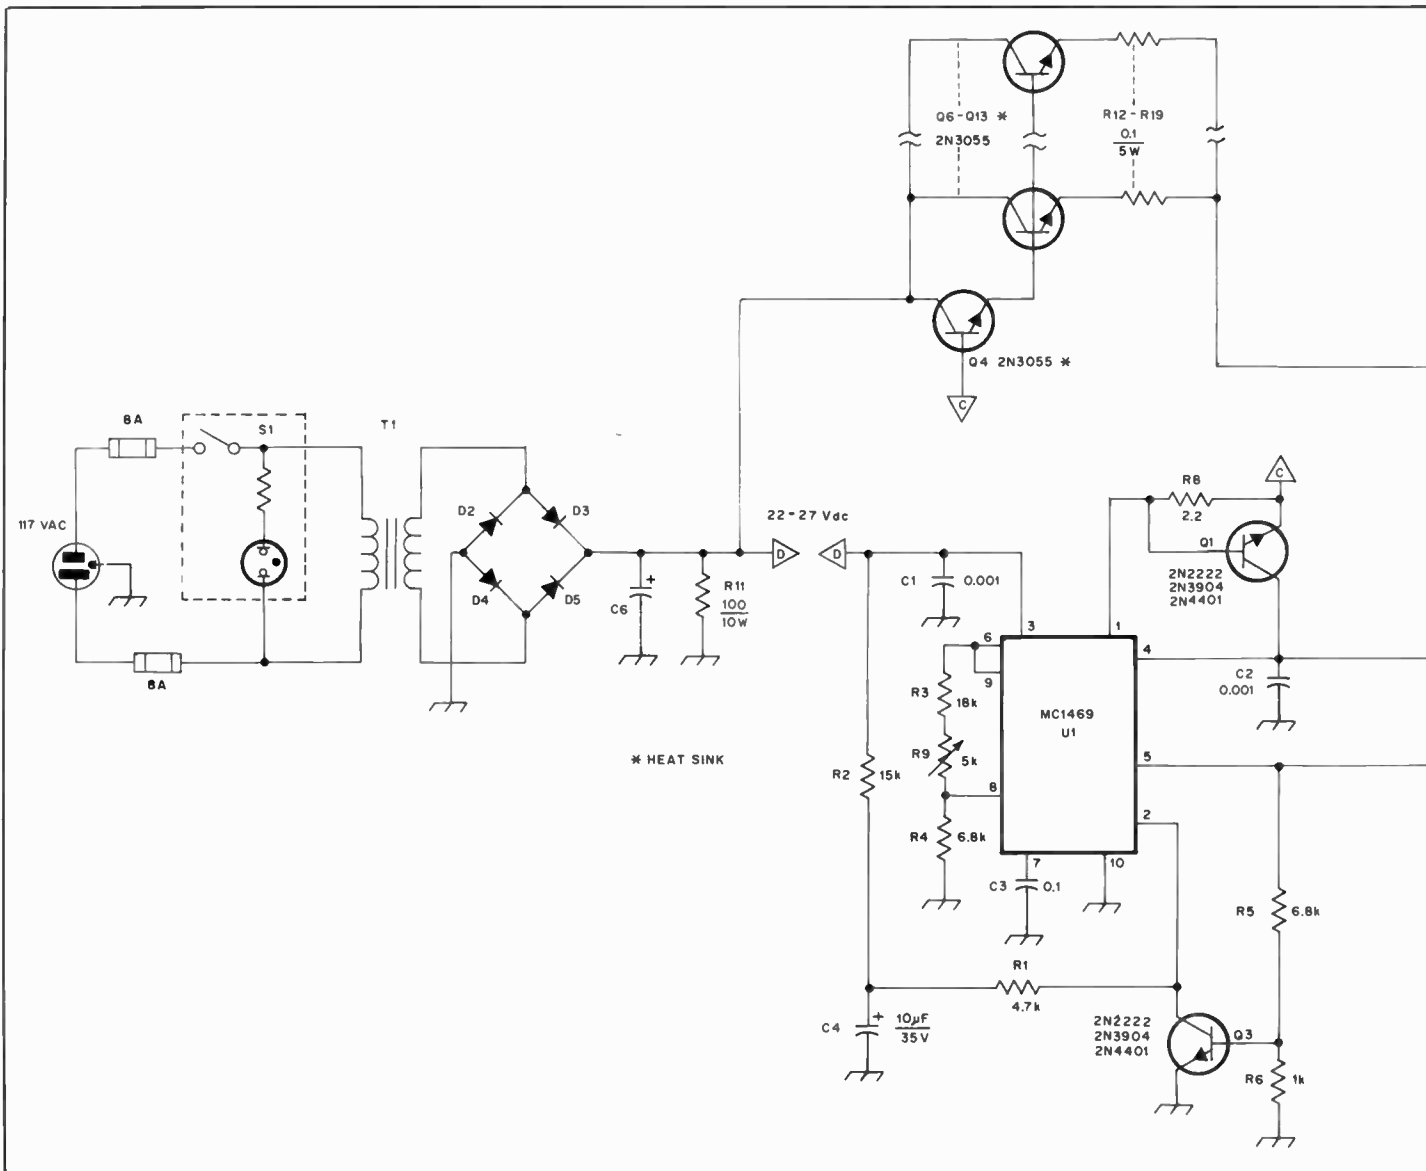 Q6-Q13 *
2N3055
R12-R19
0.1
5W
Q4 2N3055 *
C
8A
S1
T1
117 VAC
8A
D2
D3
D4
D5
C6
+
R11
100
10W
22-27 Vdc
D
D
* HEAT SINK
C1
0.001
R8
2.2
C
Q1
2N2222
2N3904
2N4401
3
1
6
9
4
R3
18k
R9
5k
8
MC1469
U1
C2
0.001
5
2
R2
15k
R4
6.8k
7
10
C3
0.1
R5
6.8k
R1
4.7k
C4
+
10µF
35V
2N2222
2N3904
2N4401
Q3
R6
1k